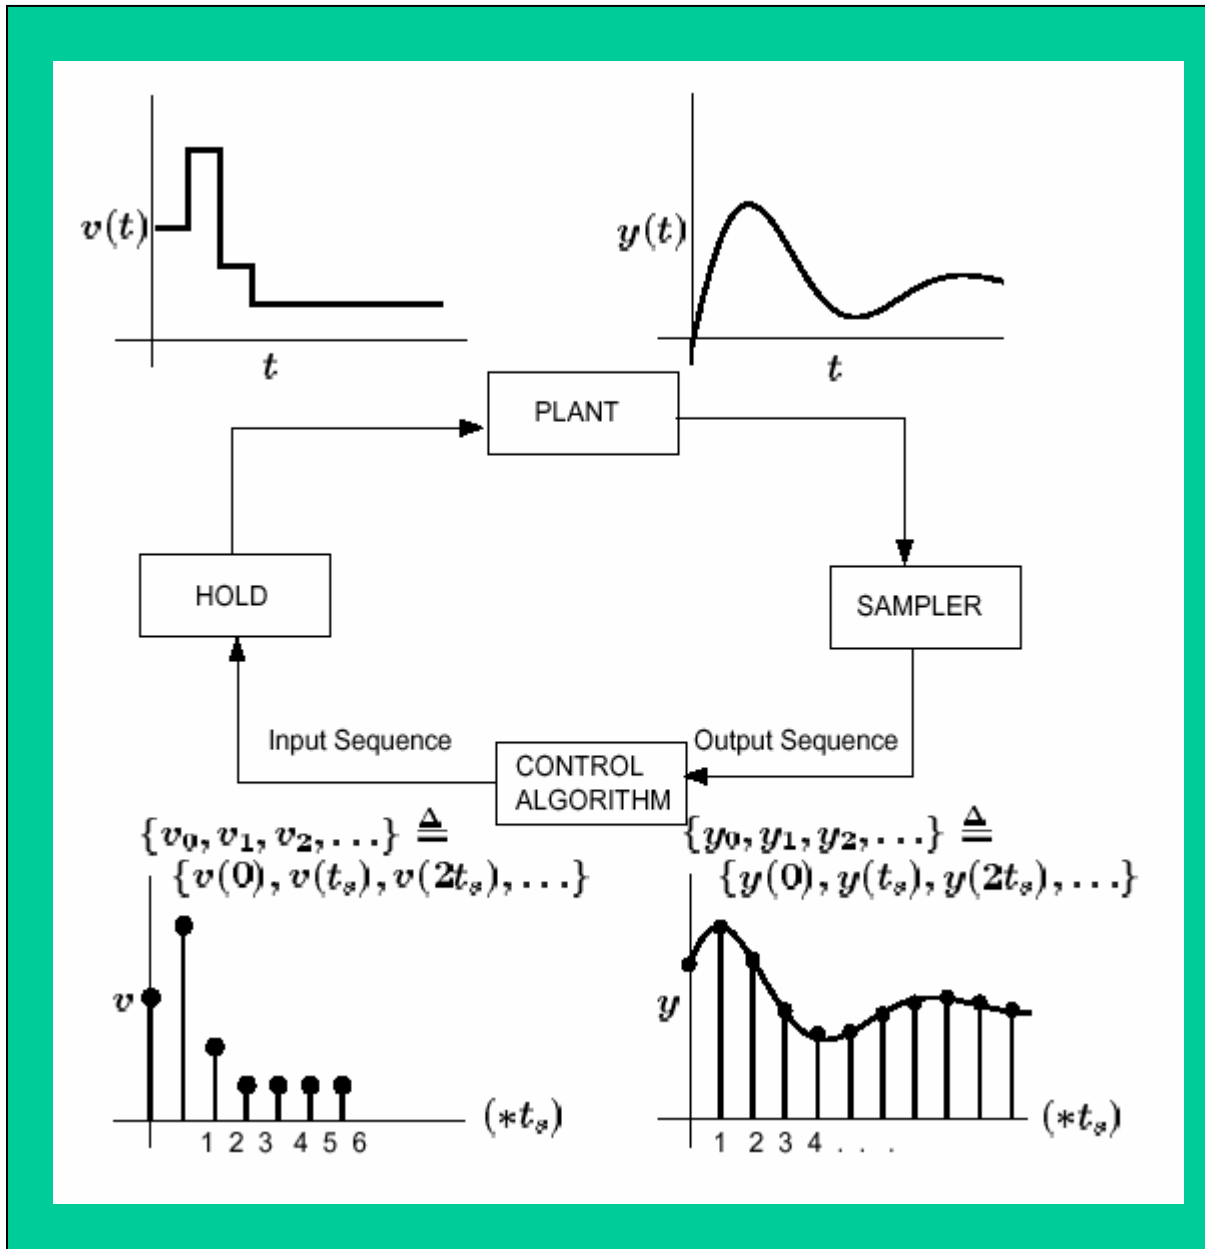 v(t)
t
y(t)
t
PLANT
HOLD
SAMPLER
Input Sequence
CONTROL
ALGORITHM
Output Sequence
{v₀, v₁, v₂, ...} ≜
{v(0), v(tₛ), v(2tₛ), ...}
{y₀, y₁, y₂, ...} ≜
{y(0), y(tₛ), y(2tₛ), ...}
v
(*tₛ)
1 2 3 4 5 6
y
(*tₛ)
1 2 3 4 . . .